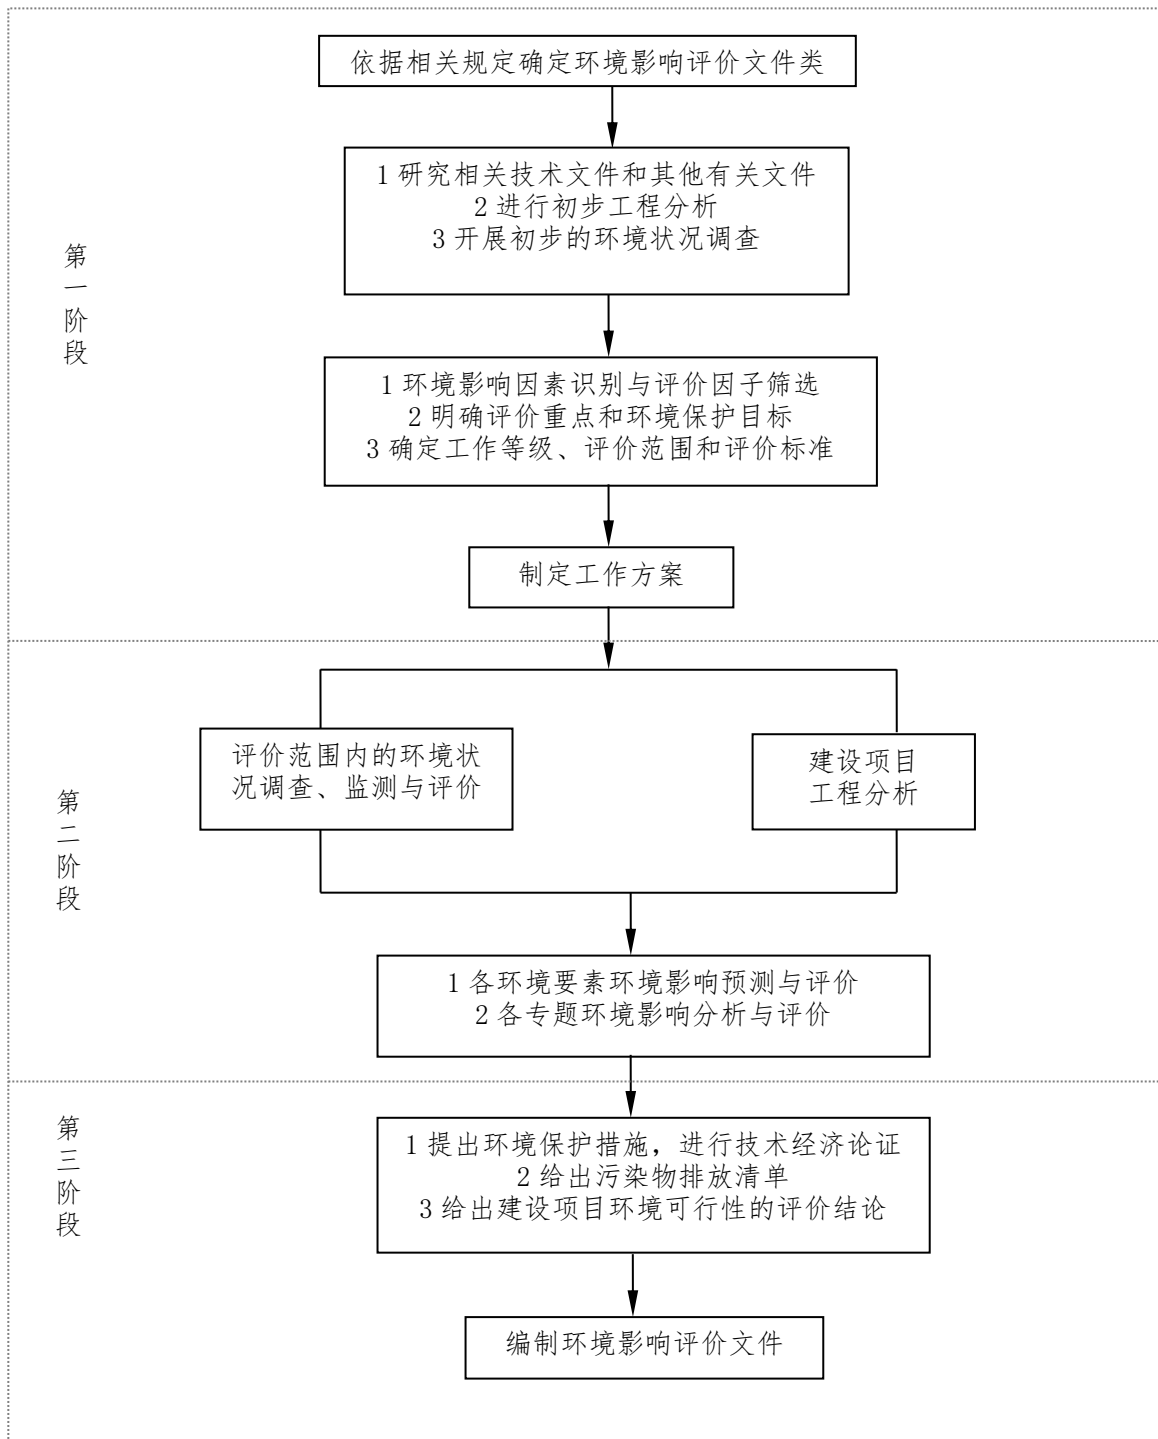 依据相关规定确定环境影响评价文件类
1 研究相关技术文件和其他有关文件
2 进行初步工程分析
3 开展初步的环境状况调查
第一阶段
1 环境影响因素识别与评价因子筛选
2 明确评价重点和环境保护目标
3 确定工作等级、评价范围和评价标准
制定工作方案
评价范围内的环境状
况调查、监测与评价
建设项目
工程分析
第二阶段
1 各环境要素环境影响预测与评价
2 各专题环境影响分析与评价
第三阶段
1 提出环境保护措施，进行技术经济论证
2 给出污染物排放清单
3 给出建设项目环境可行性的评价结论
编制环境影响评价文件